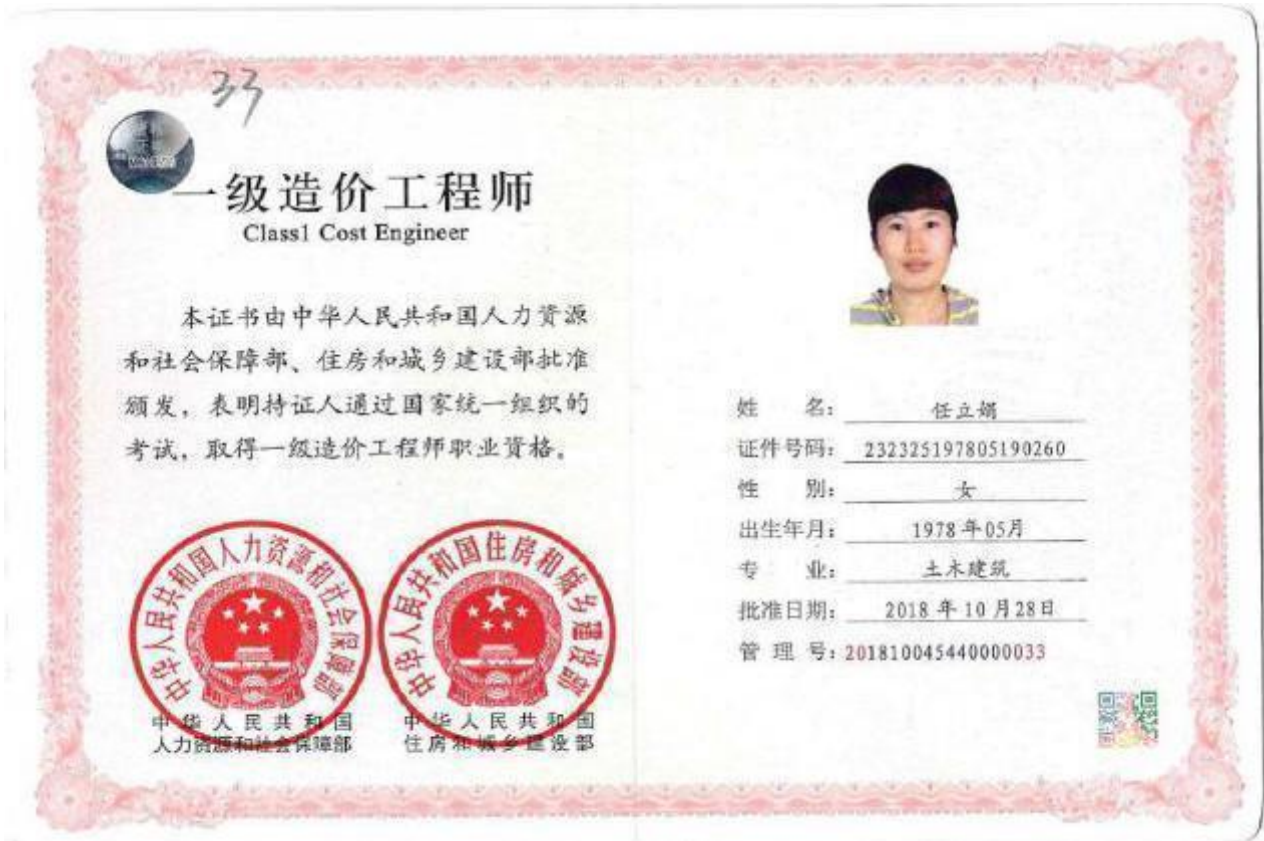 33
一级造价工程师
Class1 Cost Engineer
本证书由中华人民共和国人力资源
和社会保障部、住房和城乡建设部批准
颁发，表明持证人通过国家统一组织的
考试，取得一级造价工程师职业资格。
中华人民共和国人力资源和社会保障部
中华人民共和国住房和城乡建设部
中华人民共和国
人力资源和社会保障部
中华人民共和国
住房和城乡建设部
姓 名：任立娟
证件号码：232325197805190260
性 别：女
出生年月：1978年05月
专 业：土木建筑
批准日期：2018年10月28日
管 理 号：201810045440000033